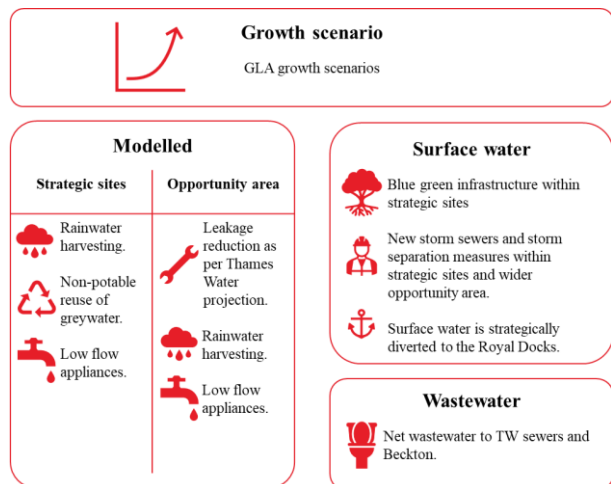 Growth scenario
GLA growth scenarios
Modelled
Strategic sites
Rainwater
harvesting.
Non-potable
reuse of
greywater.
Low flow
appliances.
Opportunity area
Leakage
reduction as
per Thames
Water
projection.
Rainwater
harvesting.
Low flow
appliances.
Surface water
Blue green infrastructure within
strategic sites
New storm sewers and storm
separation measures within
strategic sites and wider
opportunity area.
Surface water is strategically
diverted to the Royal Docks.
Wastewater
Net wastewater to TW sewers and
Beckton.